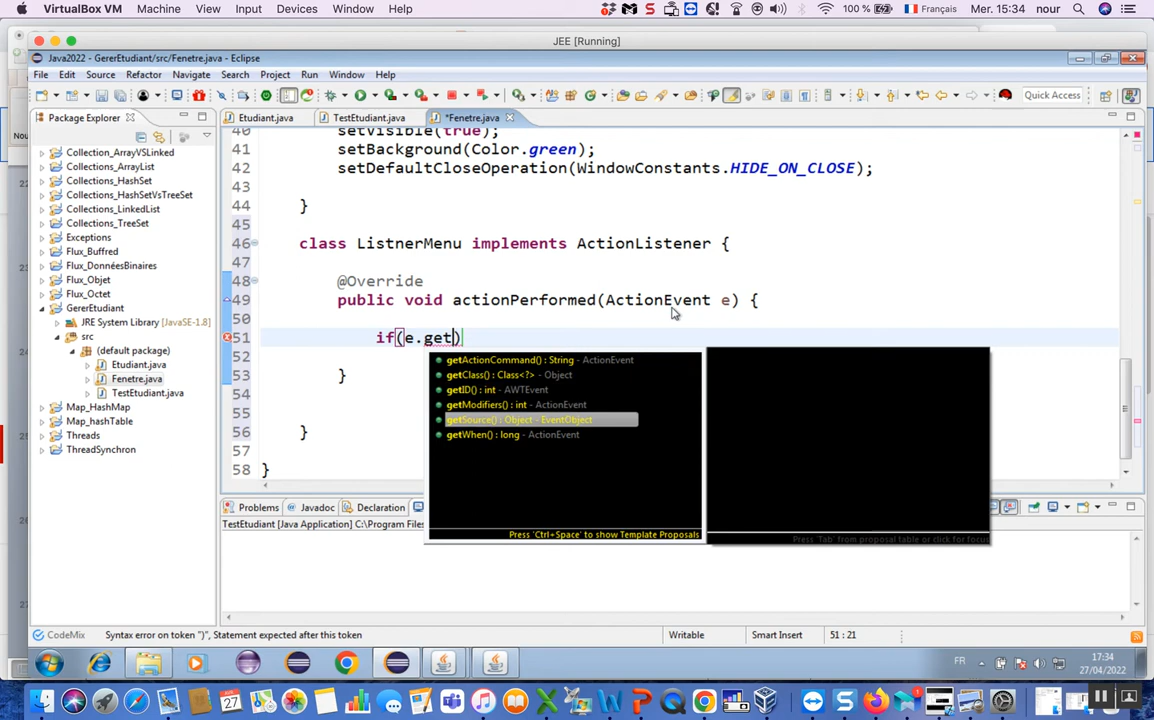 VirtualBox VM Machine View Input Devices Window Help 100 % Français Mer. 15:34 nour
JEE [Running]
Java2022 - GererEtudiant/src/Fenetre.java - Eclipse
File Edit Source Refactor Navigate Search Project Run Window Help
Quick Access
Package Explorer
Etudiant.java TestEtudiant.java *Fenetre.java
Collection_ArrayVSLinked
Collections_ArrayList
Collections_HashSet
Collections_HashSetVsTreeSet
Collections_LinkedList
Collections_TreeSet
Exceptions
Flux_Buffred
Flux_DonnéesBinaires
Flux_Objet
Flux_Octet
GererEtudiant
JRE System Library [JavaSE-1.8]
src
(default package)
Etudiant.java
Fenetre.java
TestEtudiant.java
Map_HashMap
Map_hashTable
Threads
ThreadSynchron
40 setVisible(true);
41 setBackground(Color.green);
42 setDefaultCloseOperation(WindowConstants.HIDE_ON_CLOSE);
43
44 }
45
46 class ListnerMenu implements ActionListener {
47
48 @Override
49 public void actionPerformed(ActionEvent e) {
50
51 if(e.get)
52
53 }
54
55
56 }
57
58 }
getActionCommand() : String - ActionEvent
getClass() : Class<?> - Object
getID() : int - AWTEvent
getModifiers() : int - ActionEvent
getSource() : Object - EventObject
getWhen() : long - ActionEvent
Press 'Ctrl+Space' to show Template Proposals
Press 'Tab' from proposal table or click for focus
Problems Javadoc Declaration
TestEtudiant [Java Application] C:\Program Files
CodeMix Syntax error on token ")", Statement expected after this token Writable Smart Insert 51 : 21
FR 17:34
27/04/2022